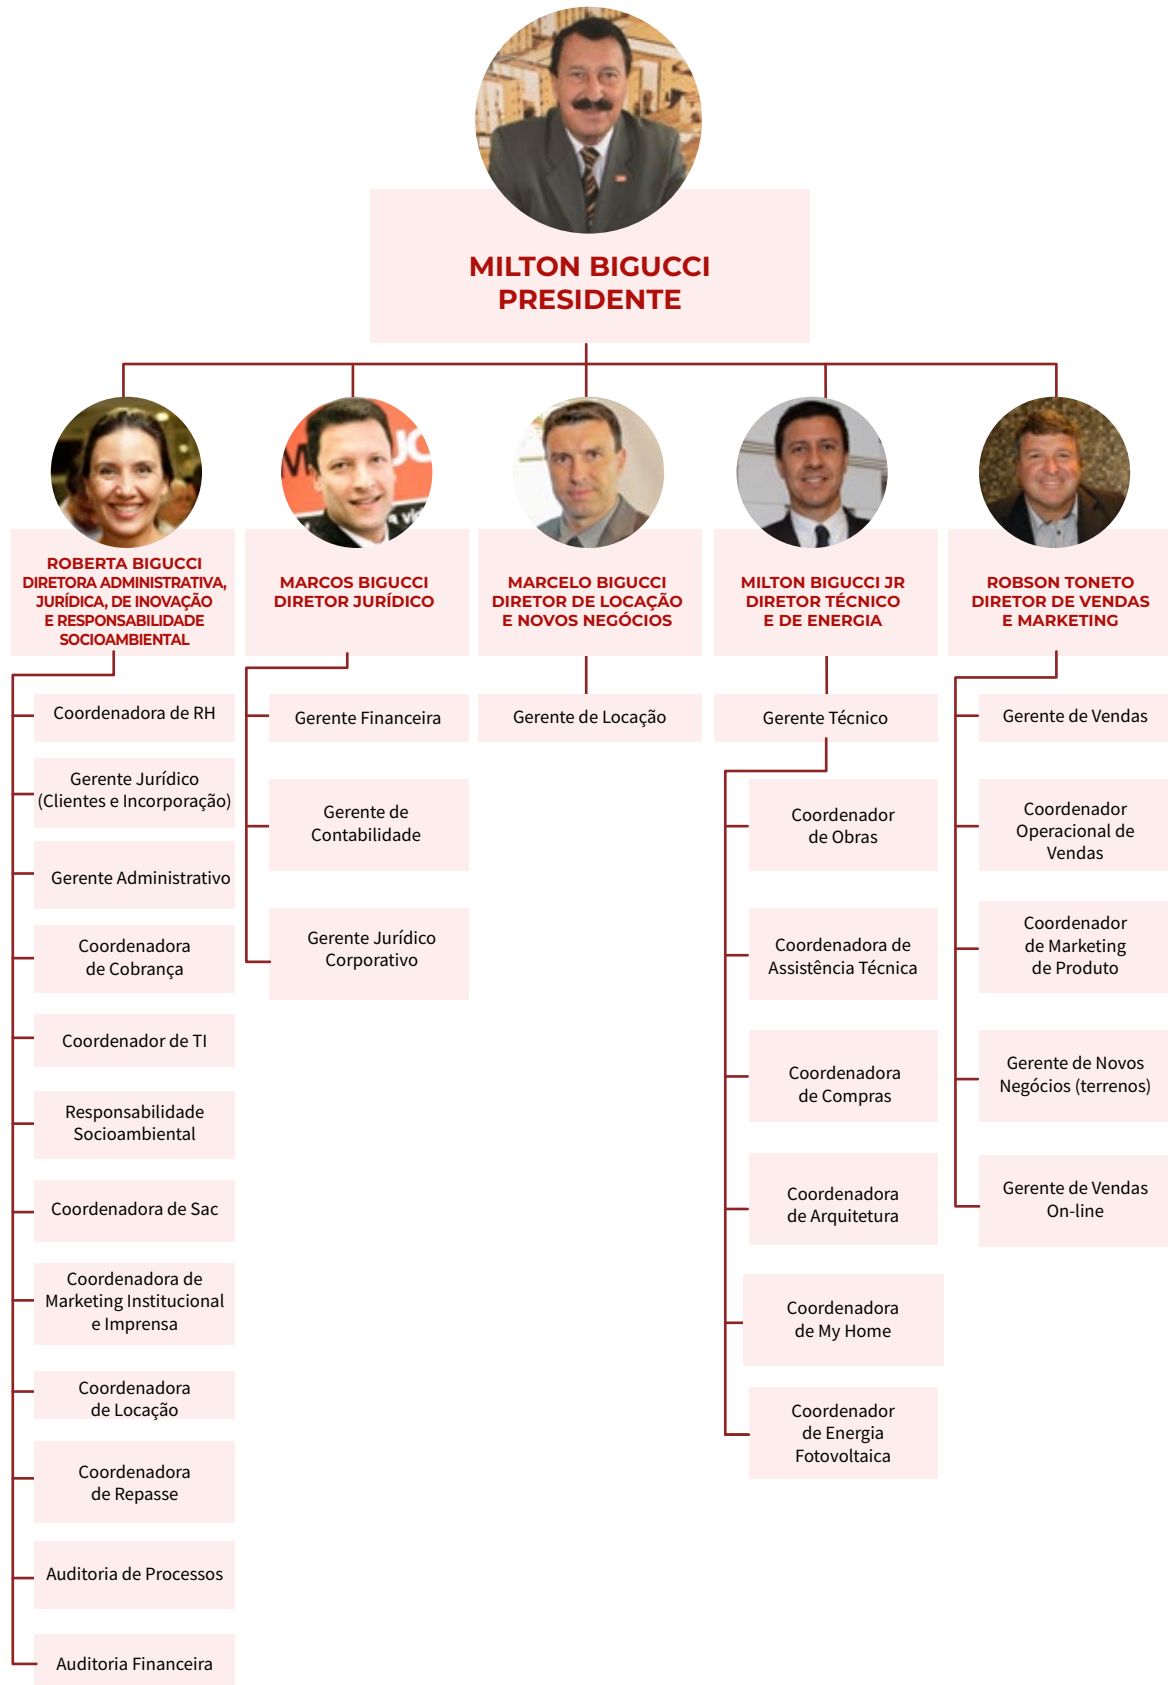 MILTON BIGUCCI
PRESIDENTE
ROBERTA BIGUCCI
DIRETORA ADMINISTRATIVA,
JURÍDICA, DE INOVAÇÃO
E RESPONSABILIDADE
SOCIOAMBIENTAL
Coordenadora de RH
Gerente Jurídico
(Clientes e Incorporação)
Gerente Administrativo
Coordenadora
de Cobrança
Coordenador de TI
Responsabilidade
Socioambiental
Coordenadora de Sac
Coordenadora de
Marketing Institucional
e Imprensa
Coordenadora
de Locação
Coordenadora
de Repasse
Auditoria de Processos
Auditoria Financeira
MARCOS BIGUCCI
DIRETOR JURÍDICO
Gerente Financeira
Gerente de
Contabilidade
Gerente Jurídico
Corporativo
MARCELO BIGUCCI
DIRETOR DE LOCAÇÃO
E NOVOS NEGÓCIOS
Gerente de Locação
MILTON BIGUCCI JR
DIRETOR TÉCNICO
E DE ENERGIA
Gerente Técnico
Coordenador
de Obras
Coordenadora de
Assistência Técnica
Coordenadora
de Compras
Coordenadora
de Arquitetura
Coordenadora
de My Home
Coordenador
de Energia
Fotovoltaica
ROBSON TONETO
DIRETOR DE VENDAS
E MARKETING
Gerente de Vendas
Coordenador
Operacional de
Vendas
Coordenador
de Marketing
de Produto
Gerente de Novos
Negócios (terrenos)
Gerente de Vendas
On-line